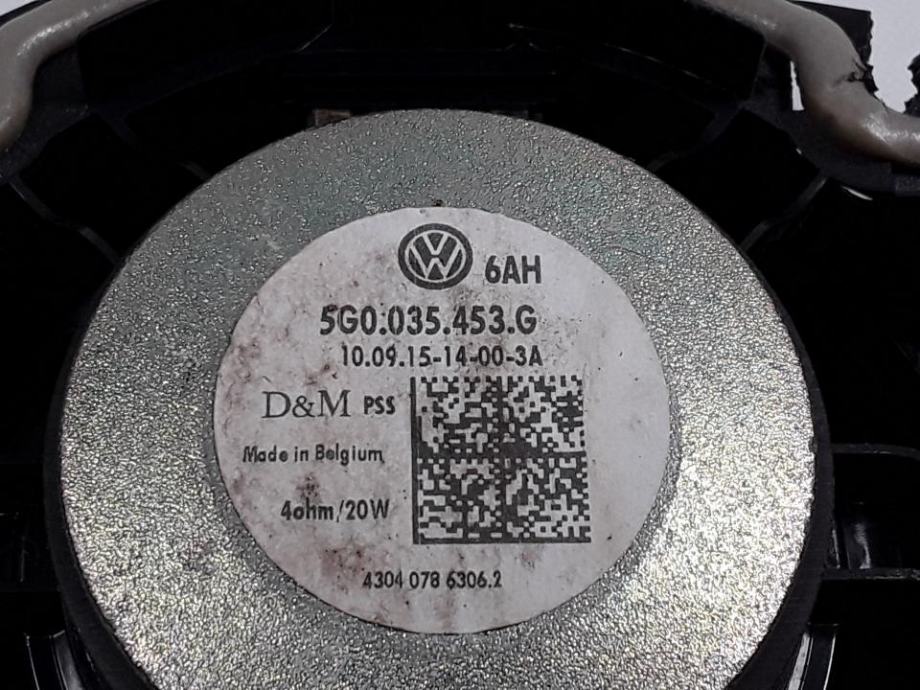 6AH
5G0.035.453.G
10.09.15-14-00-3A
D&M PSS
Made in Belgium
4ohm/20W
4304 078 6306.2